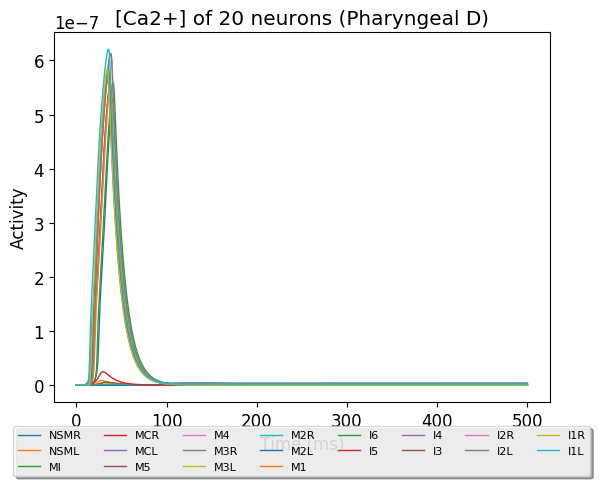 [Ca2+] of 20 neurons (Pharyngeal D)
1e−7
6
5
4
3
2
1
0
Activity
0 100 200 300 400 500
Time (ms)
NSMR MCR M4 M2R I6 I4 I2R I1R
NSML MCL M3R M2L I5 I3 I2L I1L
MI M5 M3L M1